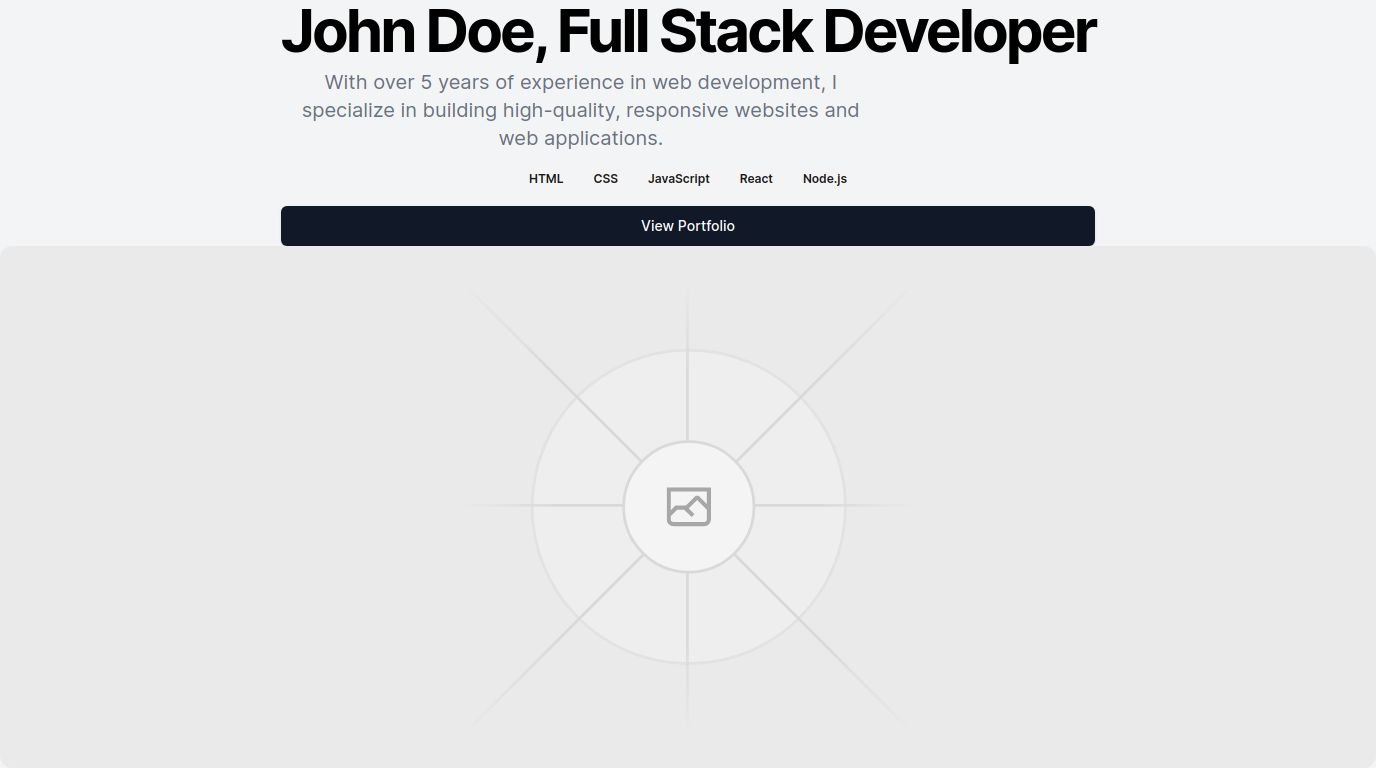 John Doe, Full Stack Developer
With over 5 years of experience in web development, I
specialize in building high-quality, responsive websites and
web applications.
HTML CSS JavaScript React Node.js
View Portfolio